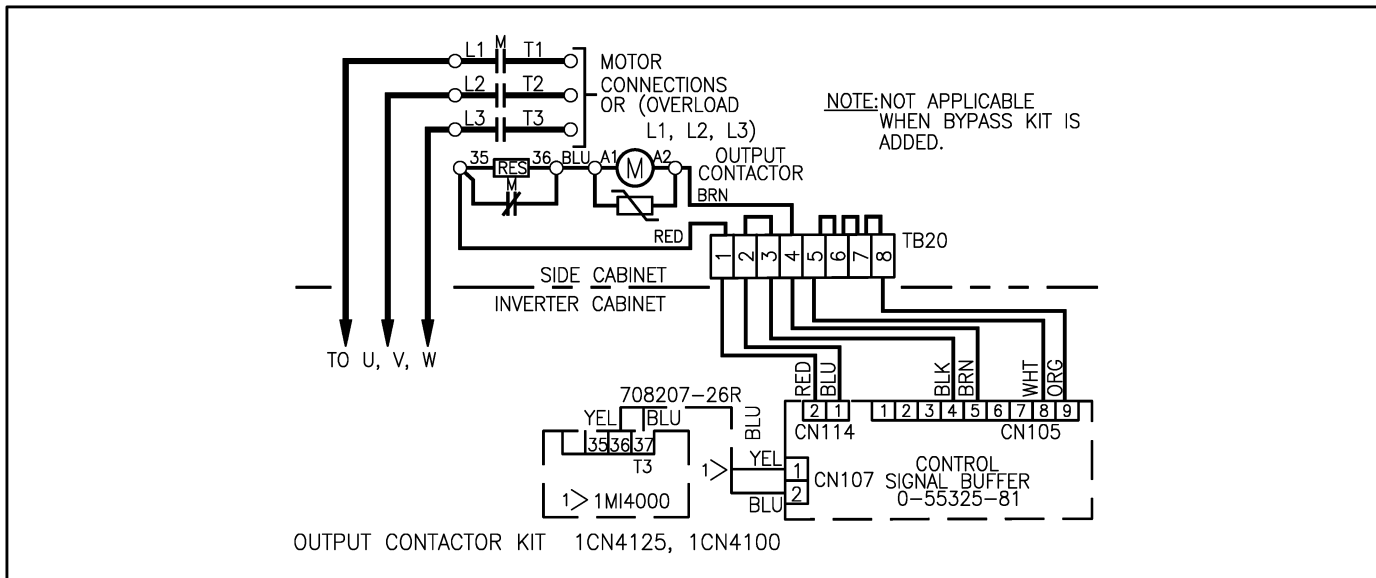 L1 M T1
L2 T2
L3 T3
MOTOR
CONNECTIONS
OR (OVERLOAD
L1, L2, L3)
NOTE: NOT APPLICABLE
WHEN BYPASS KIT IS
ADDED.
35 RES 36 BLU A1 M A2
M
OUTPUT
CONTACTOR
BRN
RED
1 2 3 4 5 6 7 8
TB20
SIDE CABINET
INVERTER CABINET
TO U, V, W
RED BLU BLK BRN WHT ORG
2 1
CN114
1 2 3 4 5 6 7 8 9
CN105
708207-26R
YEL BLU
BLU
35 36 37
T3
1> 1MI4000
1> YEL
BLU
1
2
CN107
CONTROL
SIGNAL BUFFER
0-55325-81
OUTPUT CONTACTOR KIT 1CN4125, 1CN4100